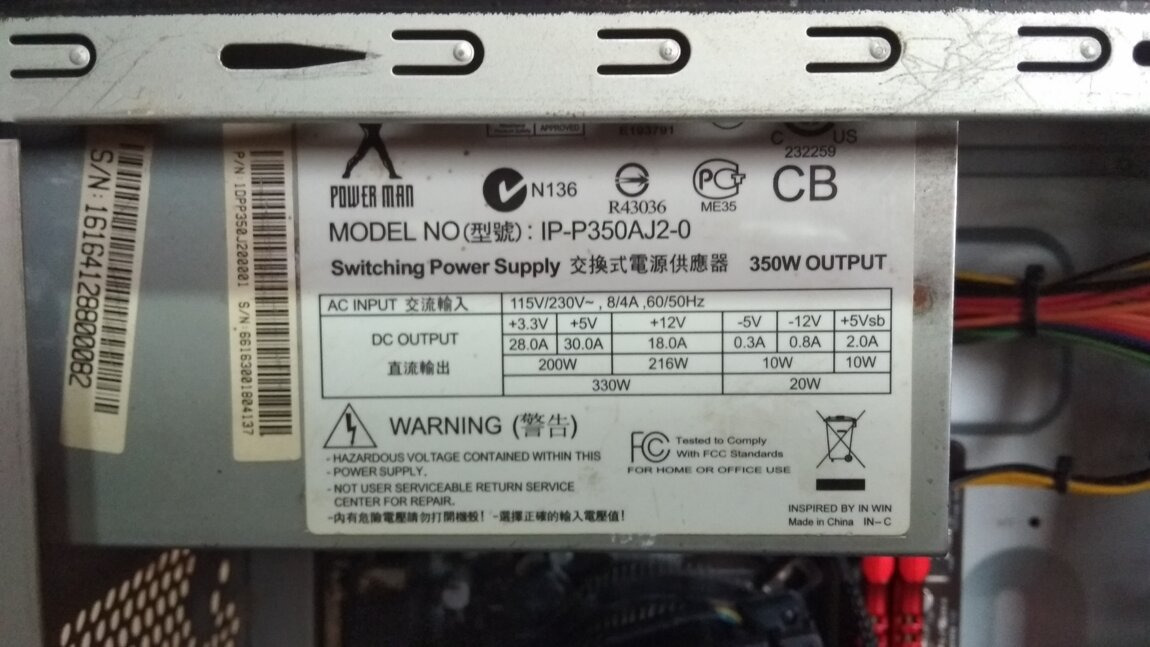 S/N:16164128800082
P/N:1DPP350J200001 S/N:66163001804137
APPROVED
E193791
C US
232259
POWER MAN
N136
R43036
PCT
ME35
CB
MODEL NO(型號): IP-P350AJ2-0
Switching Power Supply 交換式電源供應器 350W OUTPUT
AC INPUT 交流輸入 115V/230V~ , 8/4A ,60/50Hz
DC OUTPUT
直流輸出
+3.3V +5V +12V -5V -12V +5Vsb
28.0A 30.0A 18.0A 0.3A 0.8A 2.0A
200W 216W 10W 10W
330W 20W
WARNING (警告)
- HAZARDOUS VOLTAGE CONTAINED WITHIN THIS
- POWER SUPPLY.
- NOT USER SERVICEABLE RETURN SERVICE
CENTER FOR REPAIR.
-內有危險電壓請勿打開機殼! -選擇正確的輸入電壓值!
FC Tested to Comply
With FCC Standards
FOR HOME OR OFFICE USE
INSPIRED BY IN WIN
Made in China IN-C